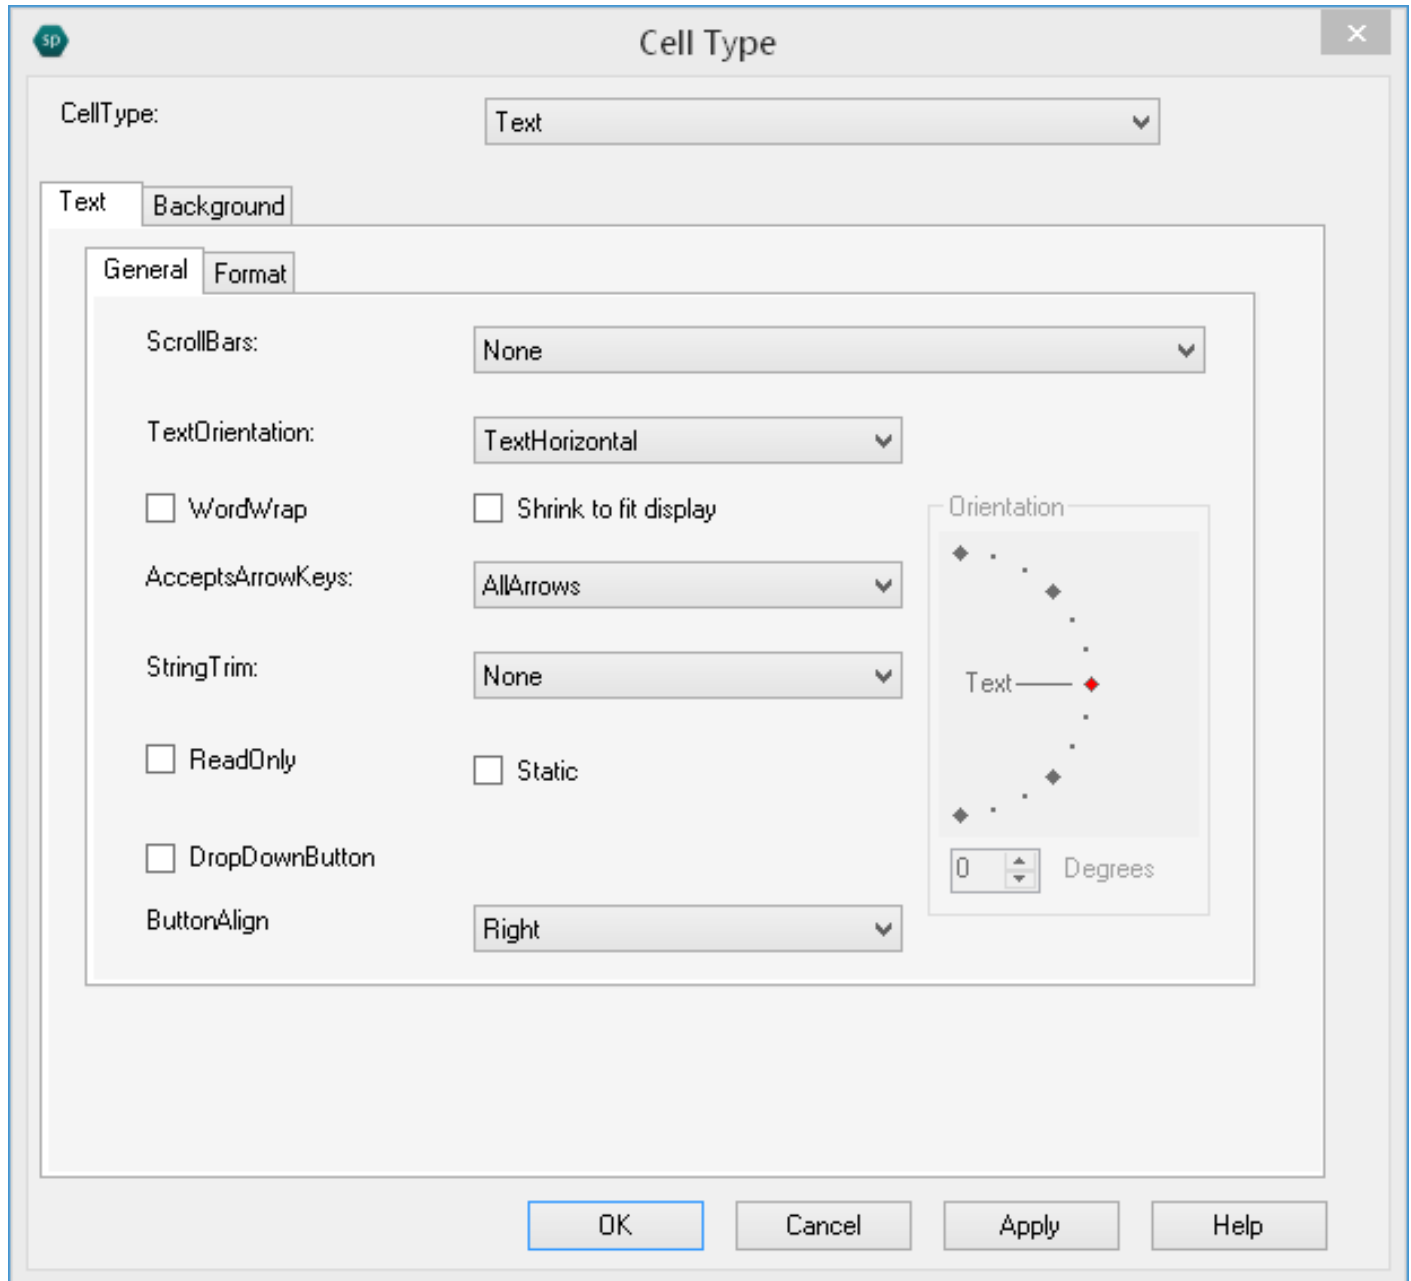 sp
Cell Type
CellType:
Text
Text
Background
General
Format
ScrollBars:
None
TextOrientation:
TextHorizontal
WordWrap
Shrink to fit display
Orientation
AcceptsArrowKeys:
AllArrows
StringTrim:
None
Text
ReadOnly
Static
DropDownButton
0
Degrees
ButtonAlign
Right
OK
Cancel
Apply
Help